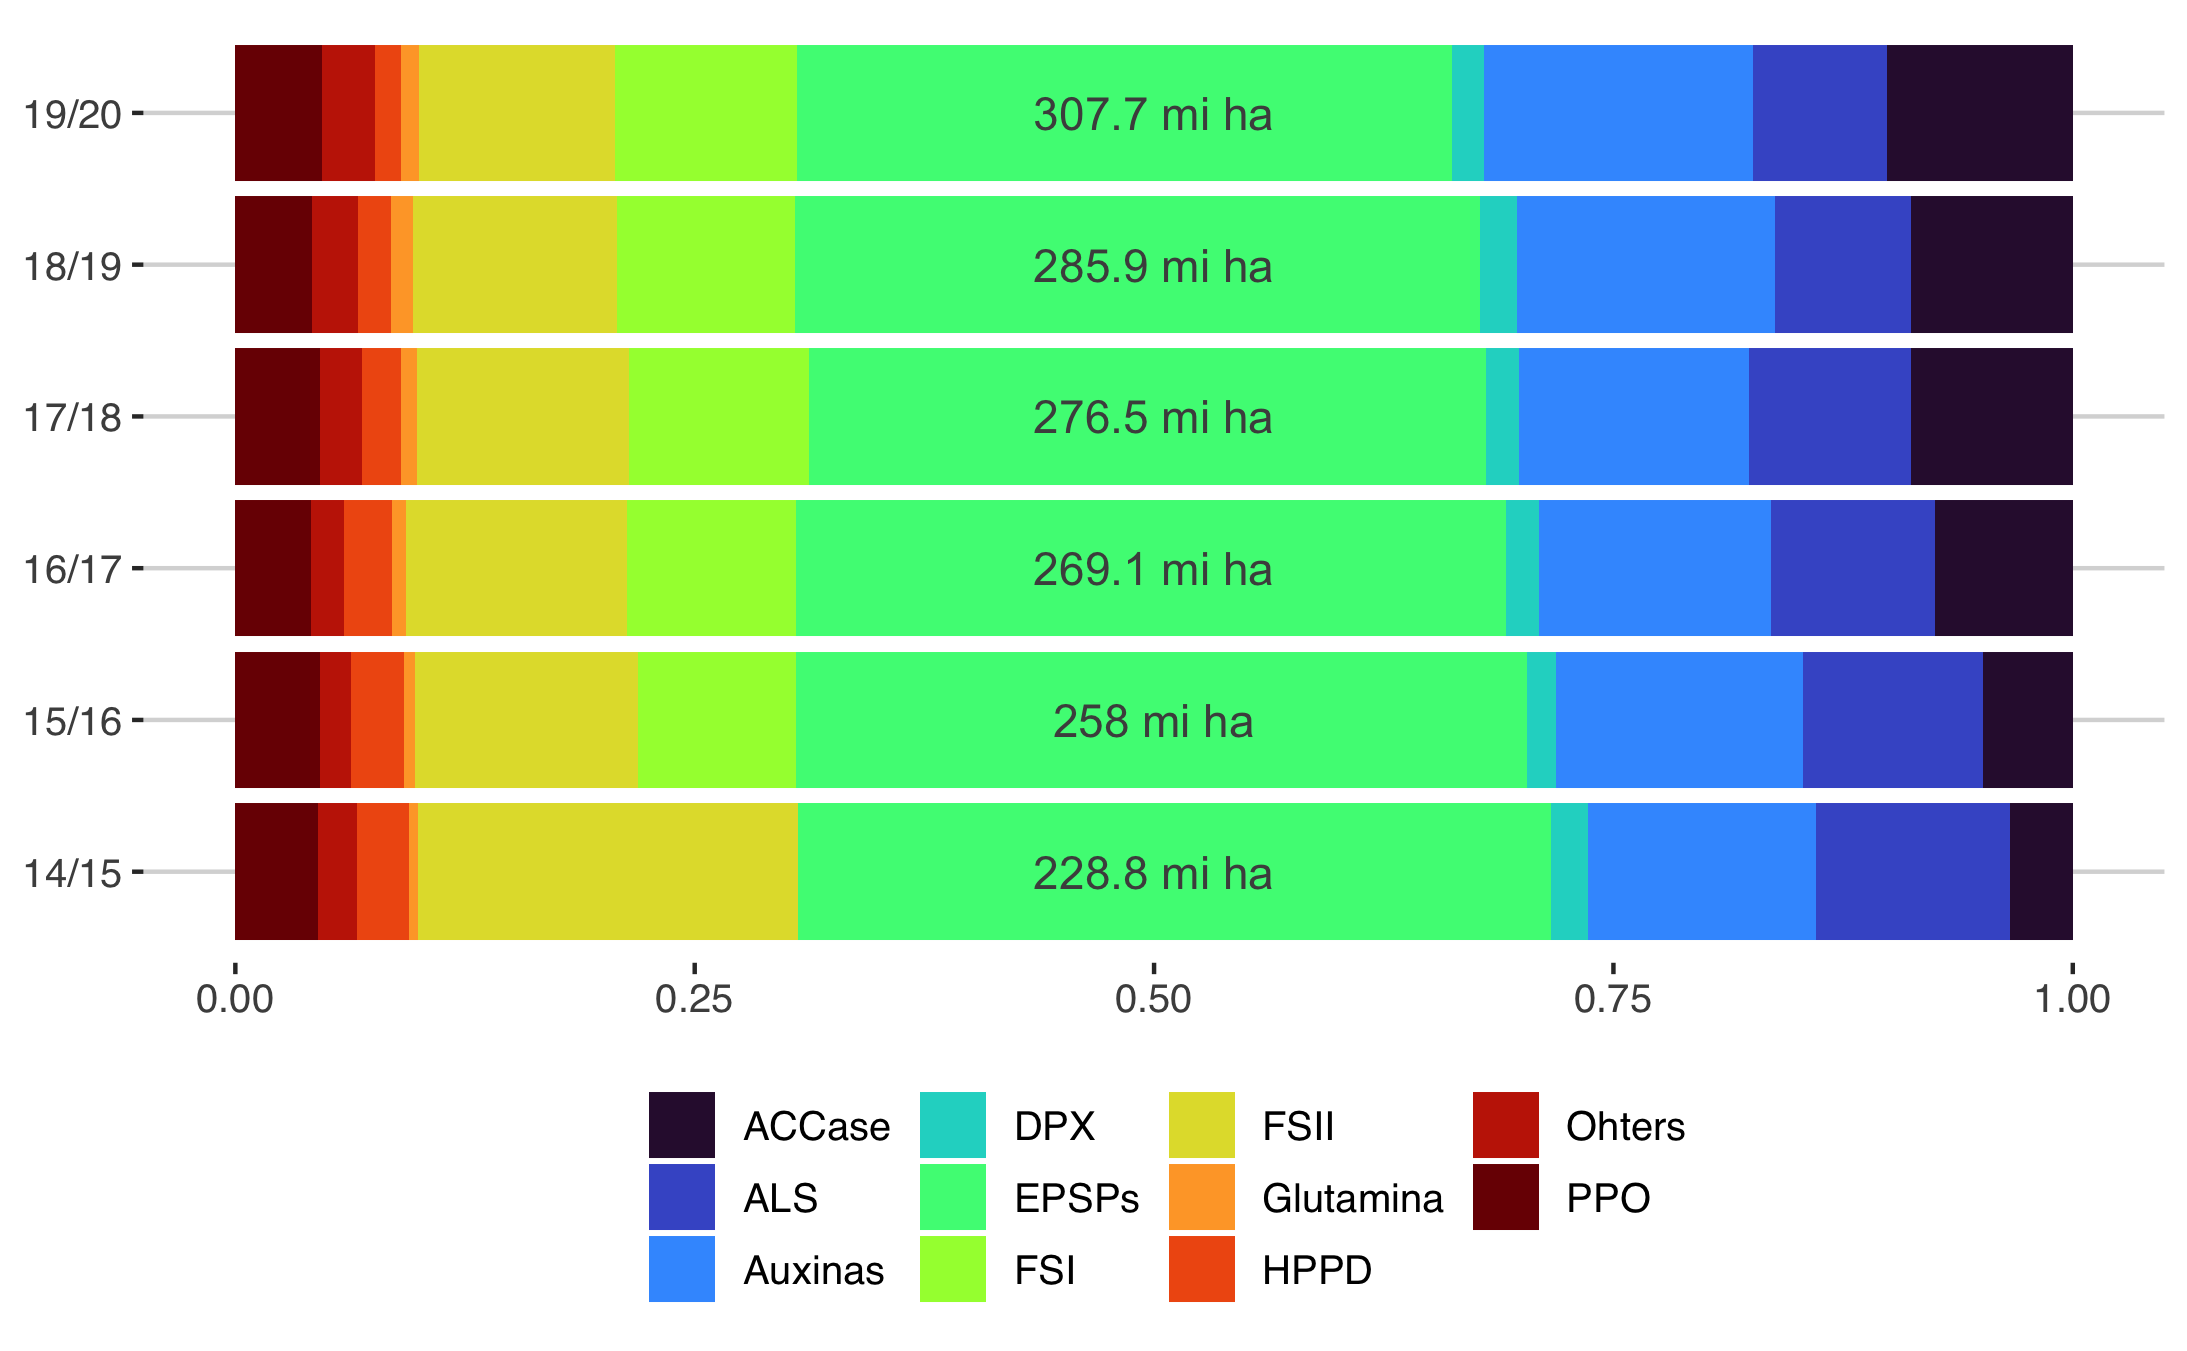 19/20
307.7 mi ha
18/19
285.9 mi ha
17/18
276.5 mi ha
16/17
269.1 mi ha
15/16
258 mi ha
14/15
228.8 mi ha
0.00 0.25 0.50 0.75 1.00
ACCase DPX FSII Ohters
ALS EPSPs Glutamina PPO
Auxinas FSI HPPD